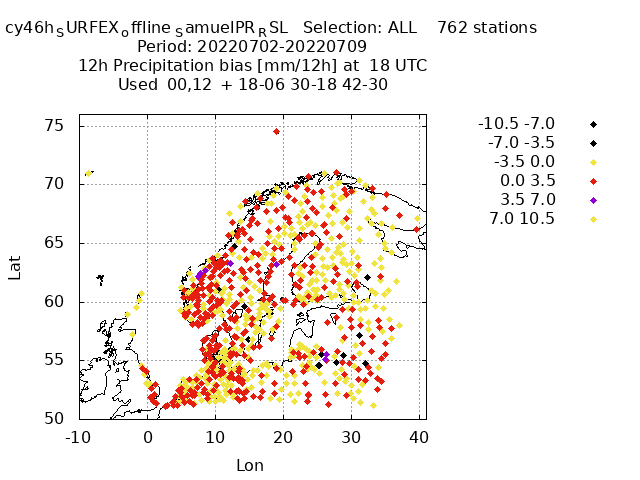 cy46hSURFEXoffline SamuelPRRSL Selection: ALL 762 stations
Period: 20220702-20220709
12h Precipitation bias [mm/12h] at 18 UTC
Used 00,12 + 18-06 30-18 42-30
-10.5 -7.0
-7.0 -3.5
-3.5 0.0
0.0 3.5
3.5 7.0
7.0 10.5
75
70
65
60
55
50
Lat
-10 0 10 20 30 40
Lon